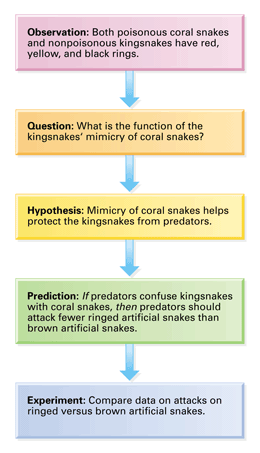 Observation: Both poisonous coral snakes
and nonpoisonous kingsnakes have red,
yellow, and black rings.
Question: What is the function of the
kingsnakes' mimicry of coral snakes?
Hypothesis: Mimicry of coral snakes helps
protect the kingsnakes from predators.
Prediction: If predators confuse kingsnakes
with coral snakes, then predators should
attack fewer ringed artificial snakes than
brown artificial snakes.
Experiment: Compare data on attacks on
ringed versus brown artificial snakes.